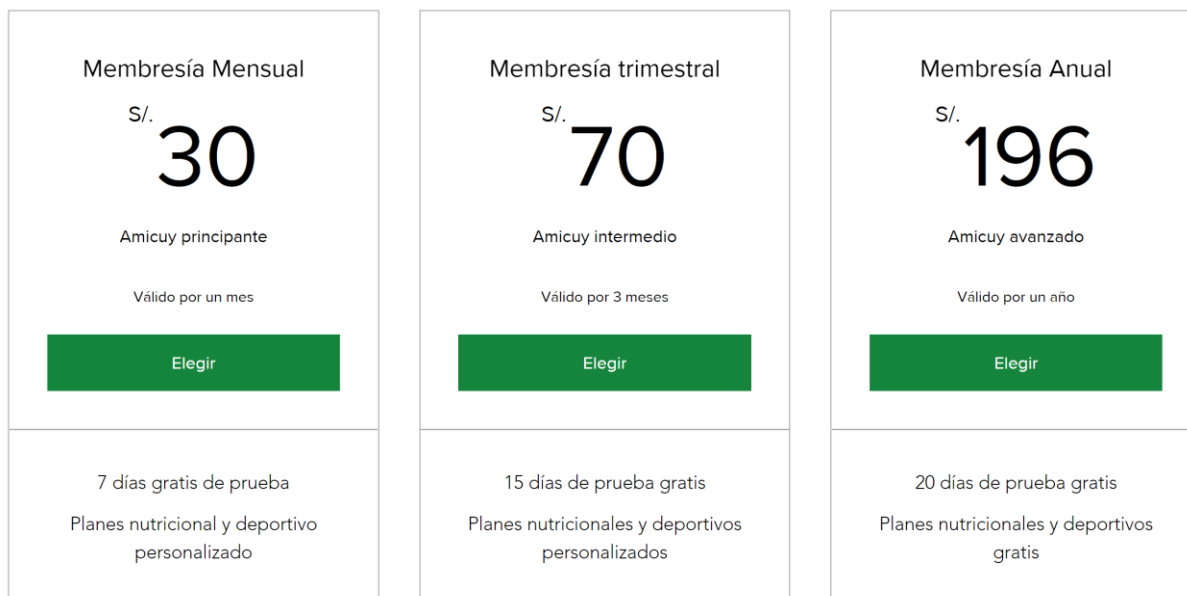 Membresía Mensual
S/.
30
Amicuy principante
Válido por un mes
Elegir
7 días gratis de prueba
Planes nutricional y deportivo
personalizado
Membresía trimestral
S/.
70
Amicuy intermedio
Válido por 3 meses
Elegir
15 días de prueba gratis
Planes nutricionales y deportivos
personalizados
Membresía Anual
S/.
196
Amicuy avanzado
Válido por un año
Elegir
20 días de prueba gratis
Planes nutricionales y deportivos
gratis